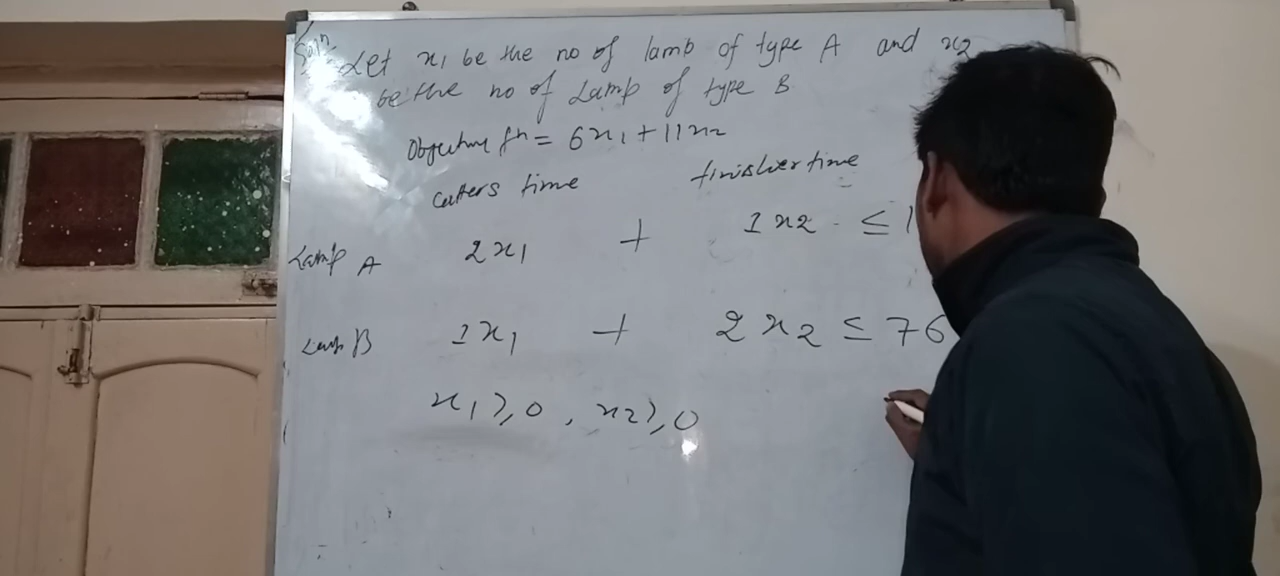 Soln
Let x1 be the no of lamb of type A and x2
be the no of Lamp of type B
Objective fn = 6x1 + 11x2
Cutters time finisher time
Lamp A 2x1 + 1x2 ≤ 1
Lamp B 1x1 + 2x2 ≤ 76
x1 ≥ 0, x2 ≥ 0